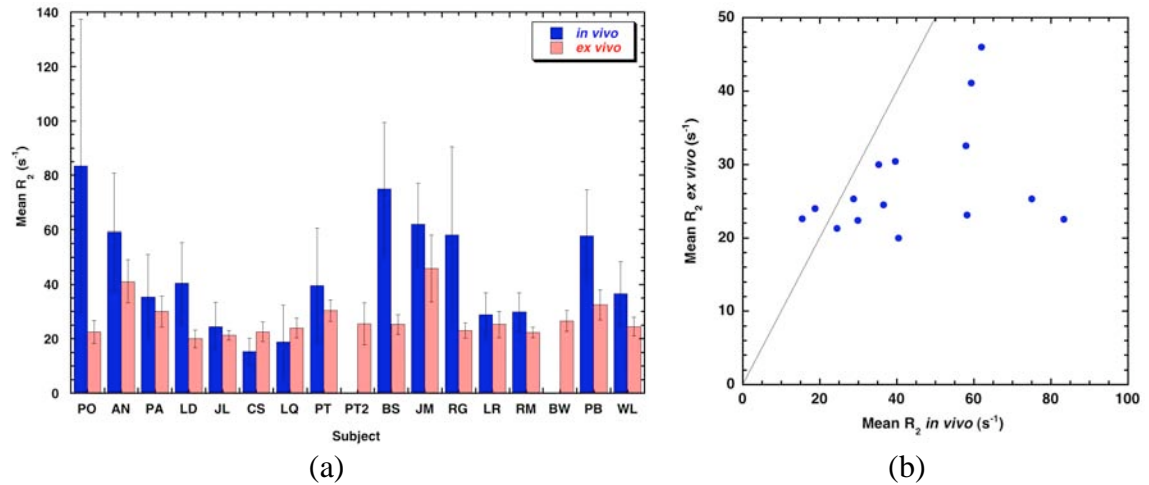 140
120
100
80
60
40
20
0
Mean R₂ (s⁻¹)
in vivo
ex vivo
PO AN PA LD JL CS LQ PT PT2 BS JM RG LR RM BW PB WL
Subject
(a)
50
40
30
20
10
0
Mean R₂ ex vivo (s⁻¹)
0 20 40 60 80 100
Mean R₂ in vivo (s⁻¹)
(b)